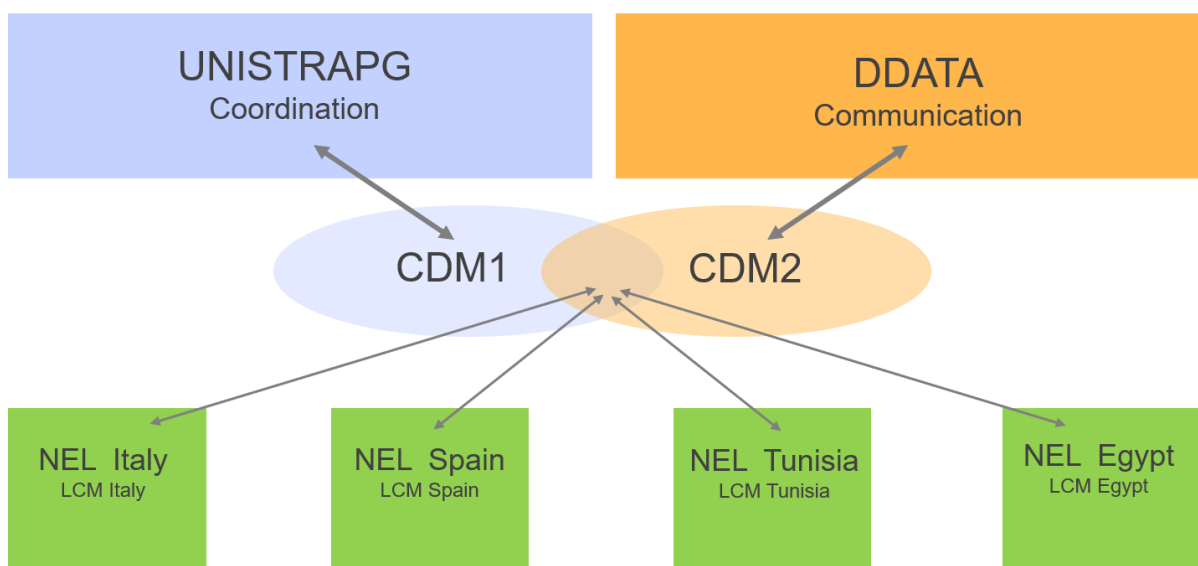 UNISTRAPG
Coordination
DDATA
Communication
CDM1
CDM2
NEL Italy
LCM Italy
NEL Spain
LCM Spain
NEL Tunisia
LCM Tunisia
NEL Egypt
LCM Egypt